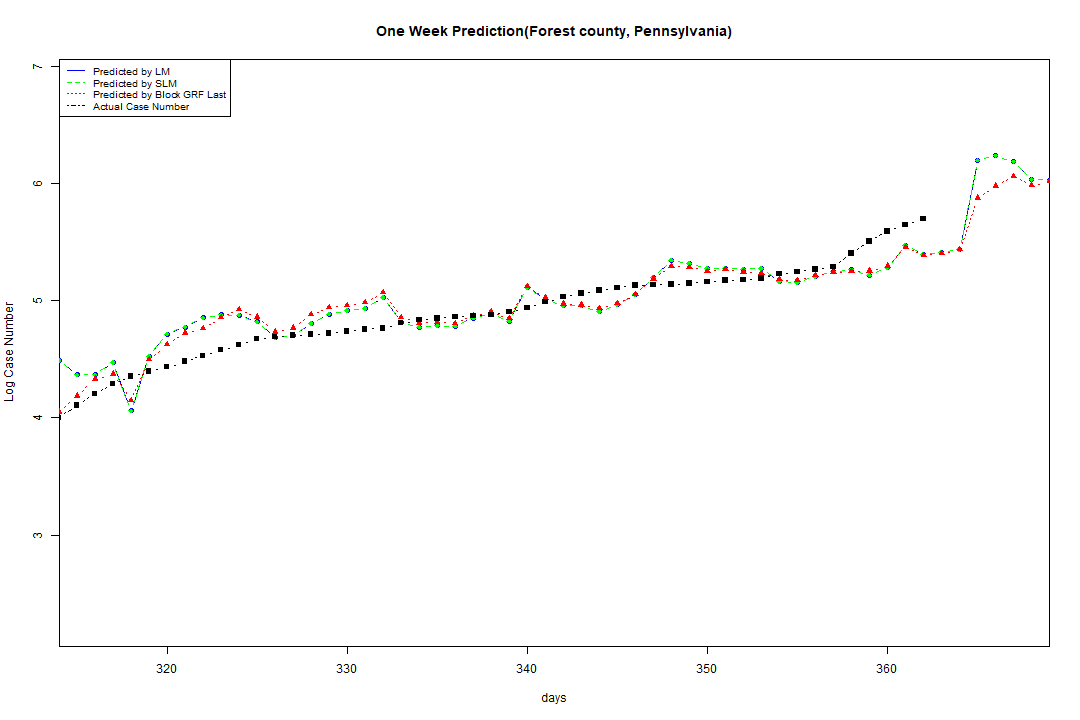 One Week Prediction(Forest county, Pennsylvania)
Predicted by LM
Predicted by SLM
Predicted by Block GRF Last
Actual Case Number
7
6
5
4
3
Log Case Number
320 330 340 350 360
days